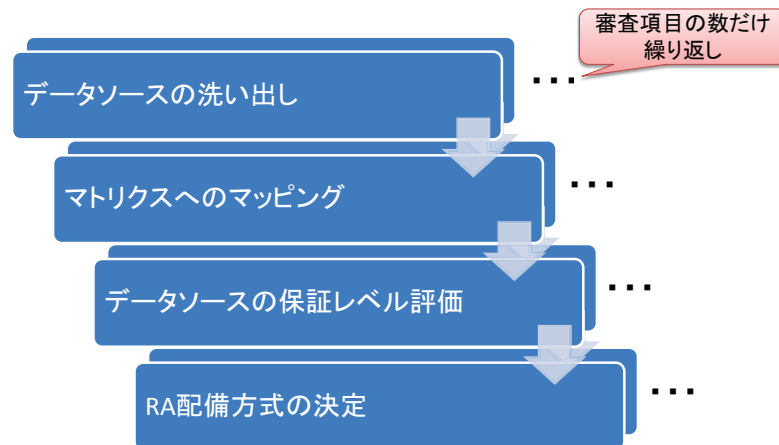 審査項目の数だけ
繰り返し
データソースの洗い出し
...
マトリクスへのマッピング
...
データソースの保証レベル評価
...
RA配備方式の決定
...